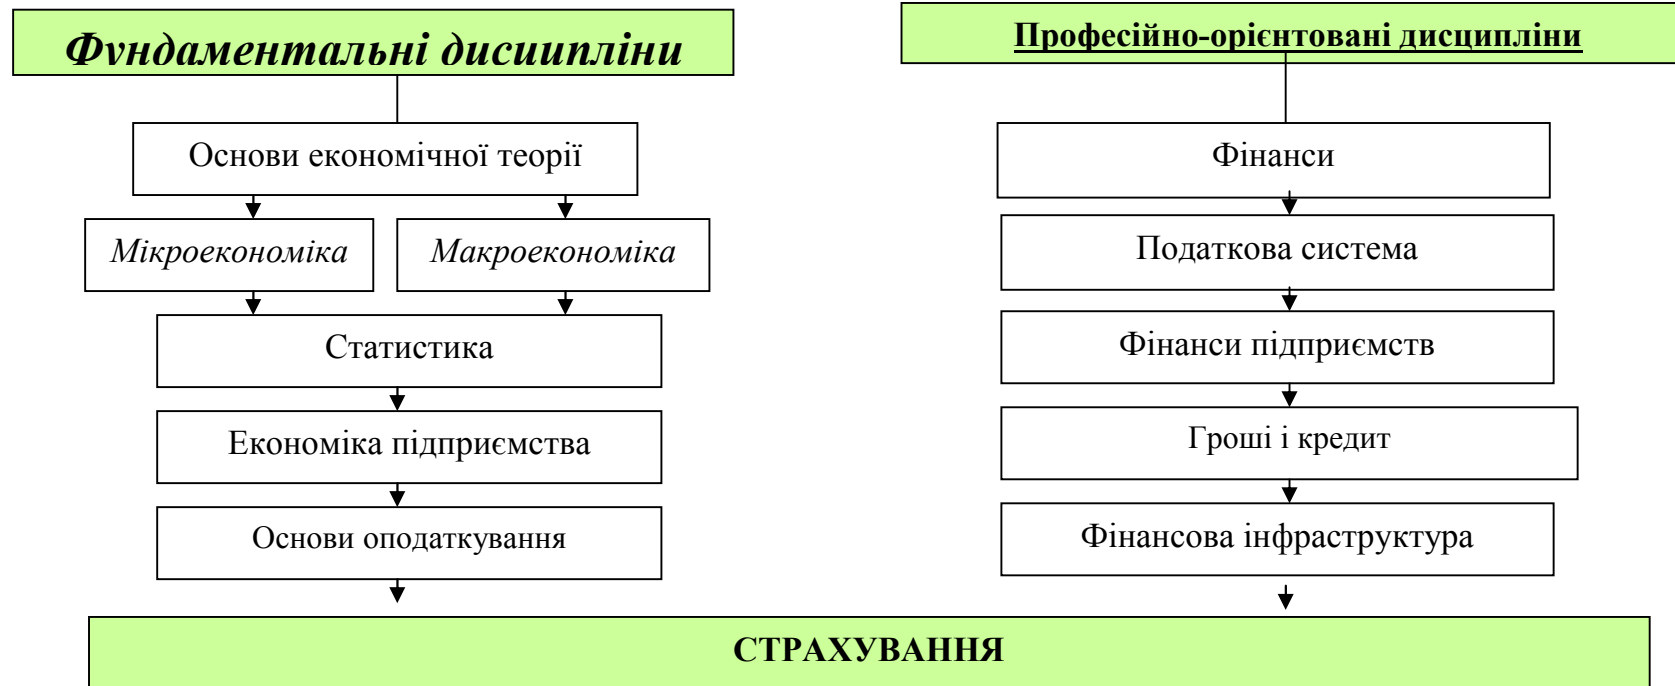 Фундаментальні дисципліни
Професійно-орієнтовані дисципліни
Основи економічної теорії
Мікроекономіка
Макроекономіка
Статистика
Економіка підприємства
Основи оподаткування
Фінанси
Податкова система
Фінанси підприємств
Гроші і кредит
Фінансова інфраструктура
СТРАХУВАННЯ